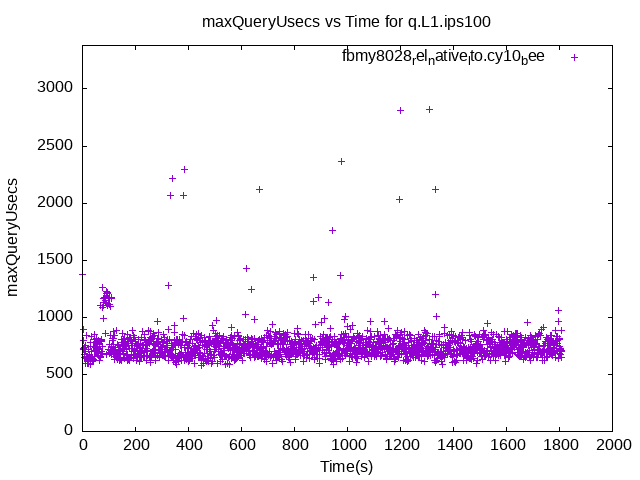 maxQueryUsecs vs Time for q.L1.ips100
fbmy8028relnativelto.cy10bee
3000
2500
2000
1500
1000
500
0
maxQueryUsecs
0 200 400 600 800 1000 1200 1400 1600 1800 2000
Time(s)